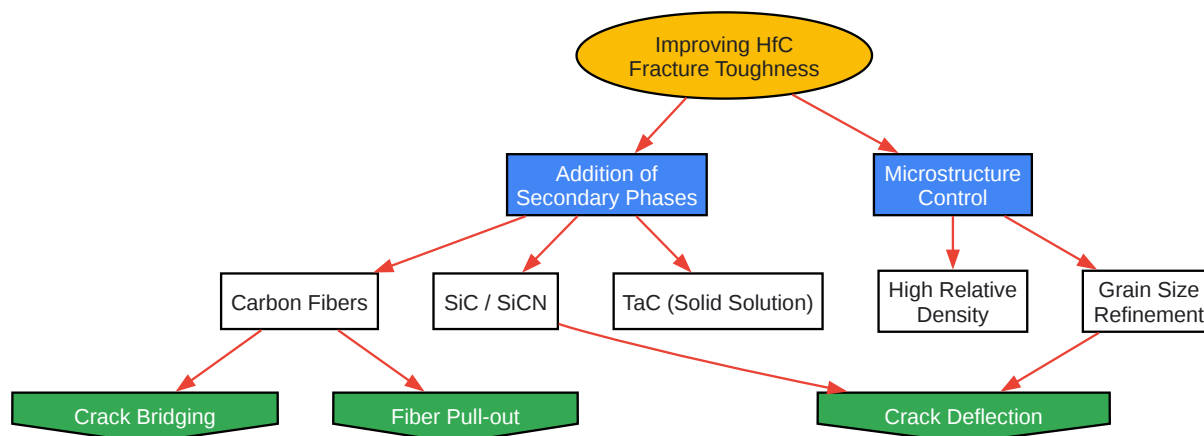 Improving HfC
Fracture Toughness
Addition of
Secondary Phases
Microstructure
Control
Carbon Fibers
SiC / SiCN
TaC (Solid Solution)
High Relative
Density
Grain Size
Refinement
Crack Bridging
Fiber Pull-out
Crack Deflection